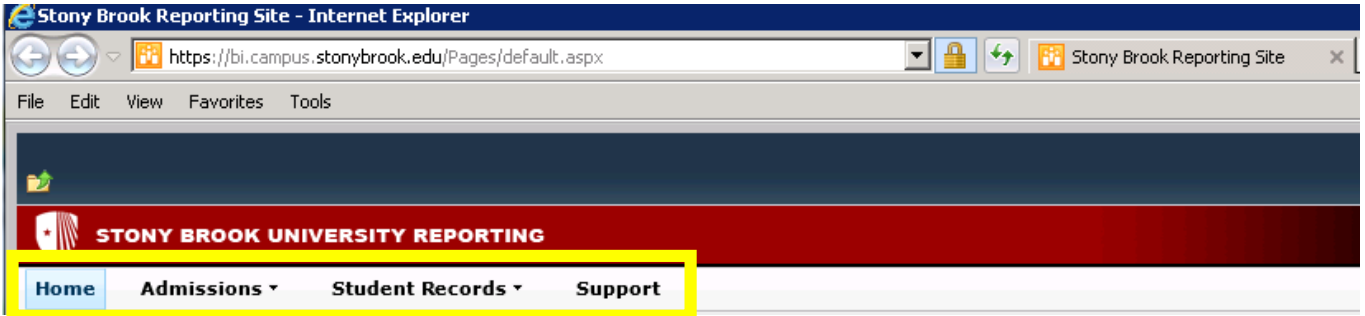 Stony Brook Reporting Site - Internet Explorer
https://bi.campus.stonybrook.edu/Pages/default.aspx Stony Brook Reporting Site
File Edit View Favorites Tools
STONY BROOK UNIVERSITY REPORTING
Home Admissions Student Records Support